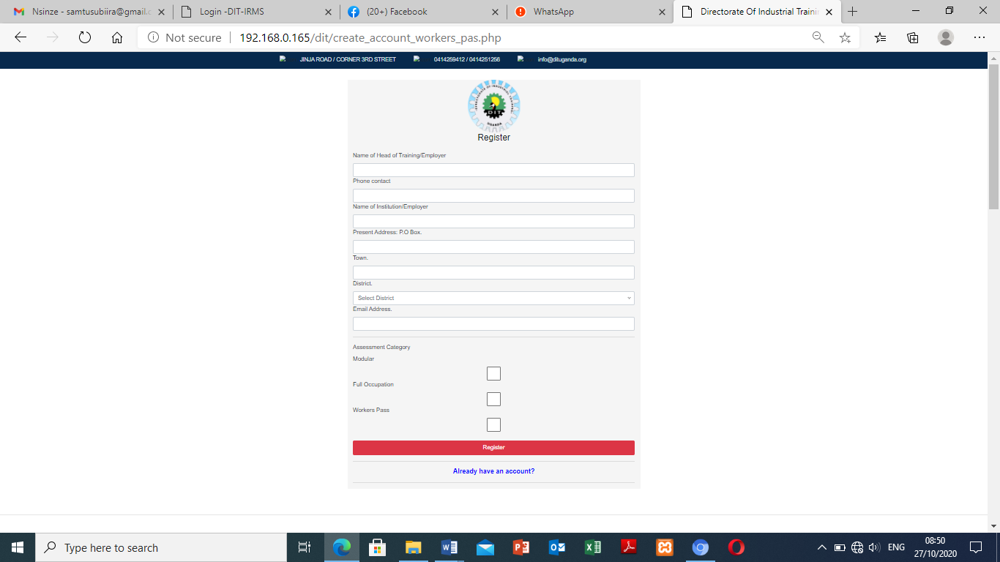 Nsinze - samtusubiira@gmail.c
Login -DIT-IRMS
(20+) Facebook
WhatsApp
Directorate Of Industrial Trainin
Not secure
192.168.0.165/dit/create_account_workers_pas.php
JINJA ROAD / CORNER 3RD STREET
0414259412 / 0414251256
info@dituganda.org
DIRECTORATE OF INDUSTRIAL TRAINING
DIT
UGANDA
Register
Name of Head of Training/Employer
Phone contact
Name of Institution/Employer
Present Address: P.O Box.
Town.
District.
Select District
Email Address.
Assessment Category
Modular
Full Occupation
Workers Pass
Register
Already have an account?
Type here to search
ENG
08:50
27/10/2020